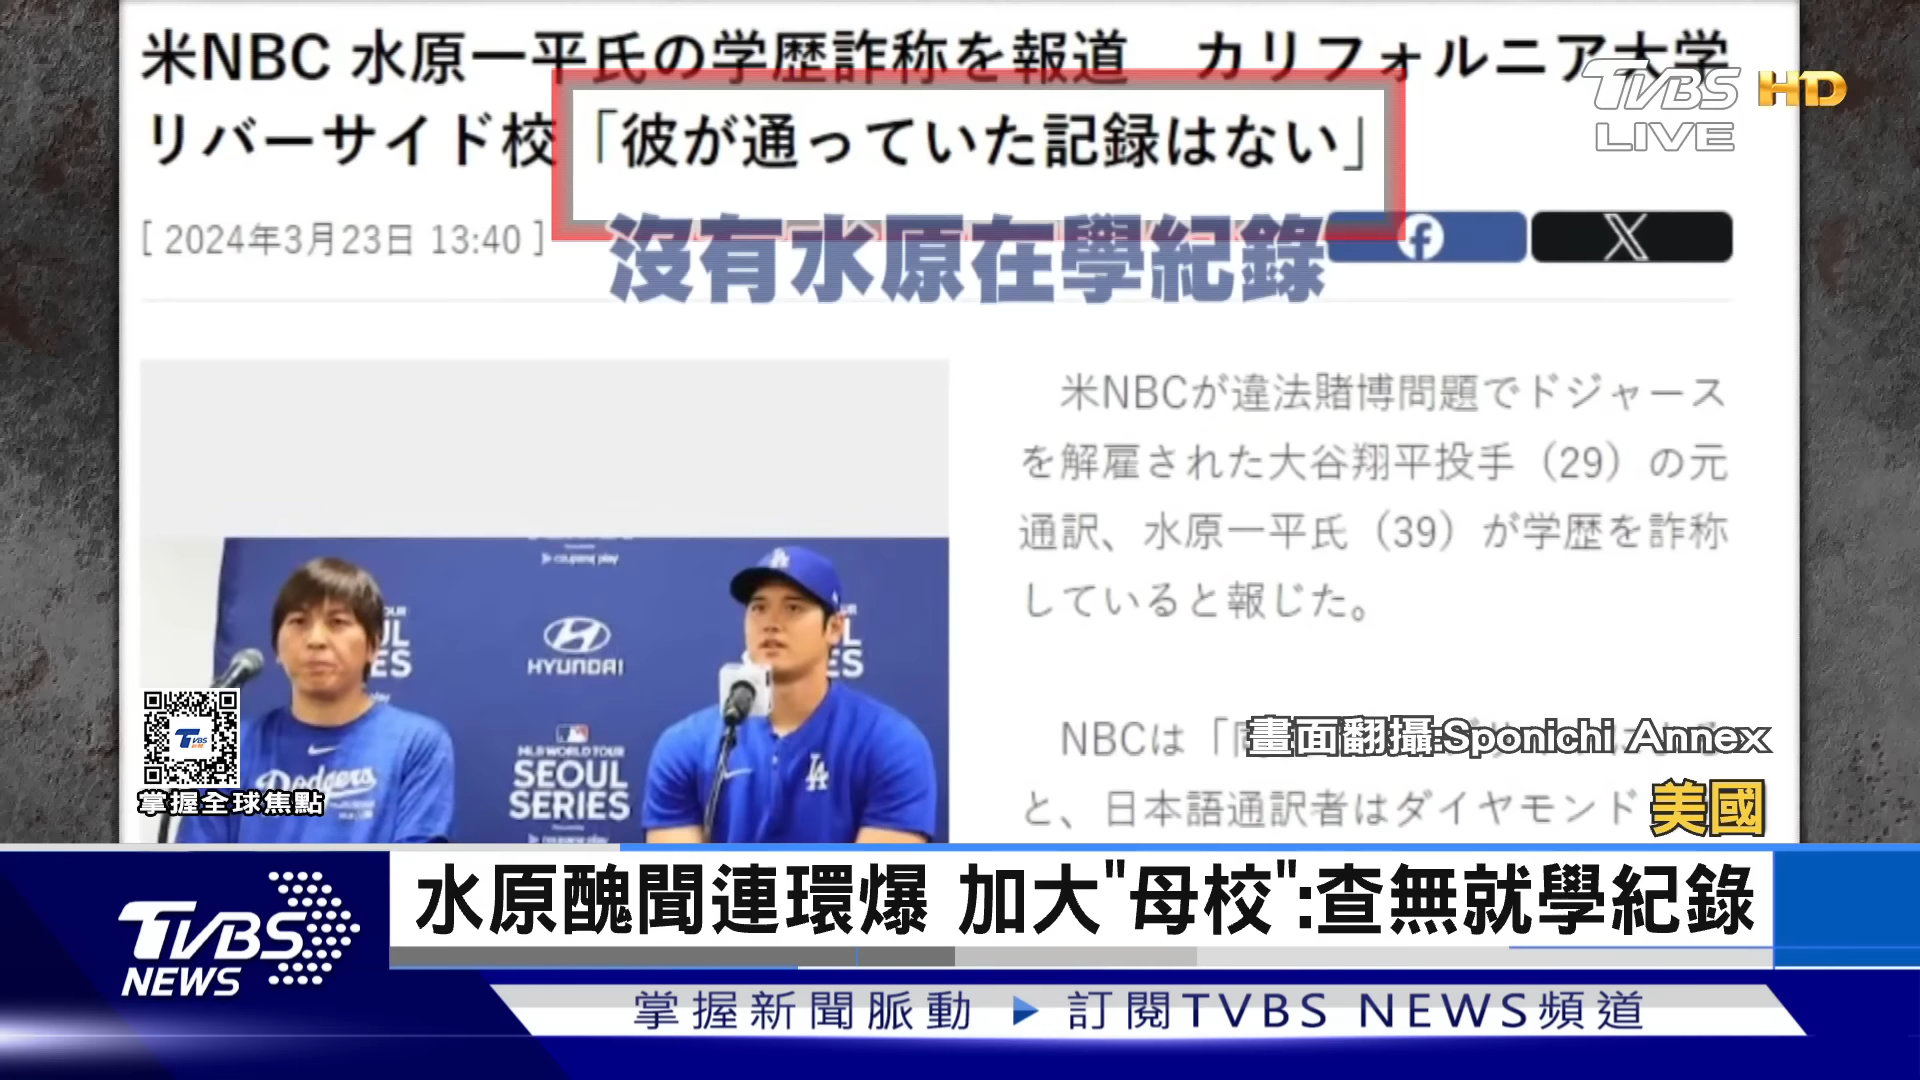 米NBC 水原一平氏の学歴詐称を報道　カリフォルニア大学
リバーサイド校「彼が通っていた記録はない」
TVBS HD
LIVE
[ 2024年3月23日 13:40 ]
沒有水原在學紀錄
米NBCが違法賭博問題でドジャース
を解雇された大谷翔平投手（29）の元
通訳、水原一平氏（39）が学歴を詐称
していると報じた。
NBCは「
と、日本語通訳者はダイヤモンド
畫面翻攝:Sponichi Annex
美國
coupang play
HYUNDAI
MLB WORLD TOUR
SEOUL
SERIES
Dodgers
LA
TVBS
掌握全球焦點
水原醜聞連環爆 加大"母校":查無就學紀錄
TVBS
NEWS
掌握新聞脈動 ▶ 訂閱TVBS NEWS頻道